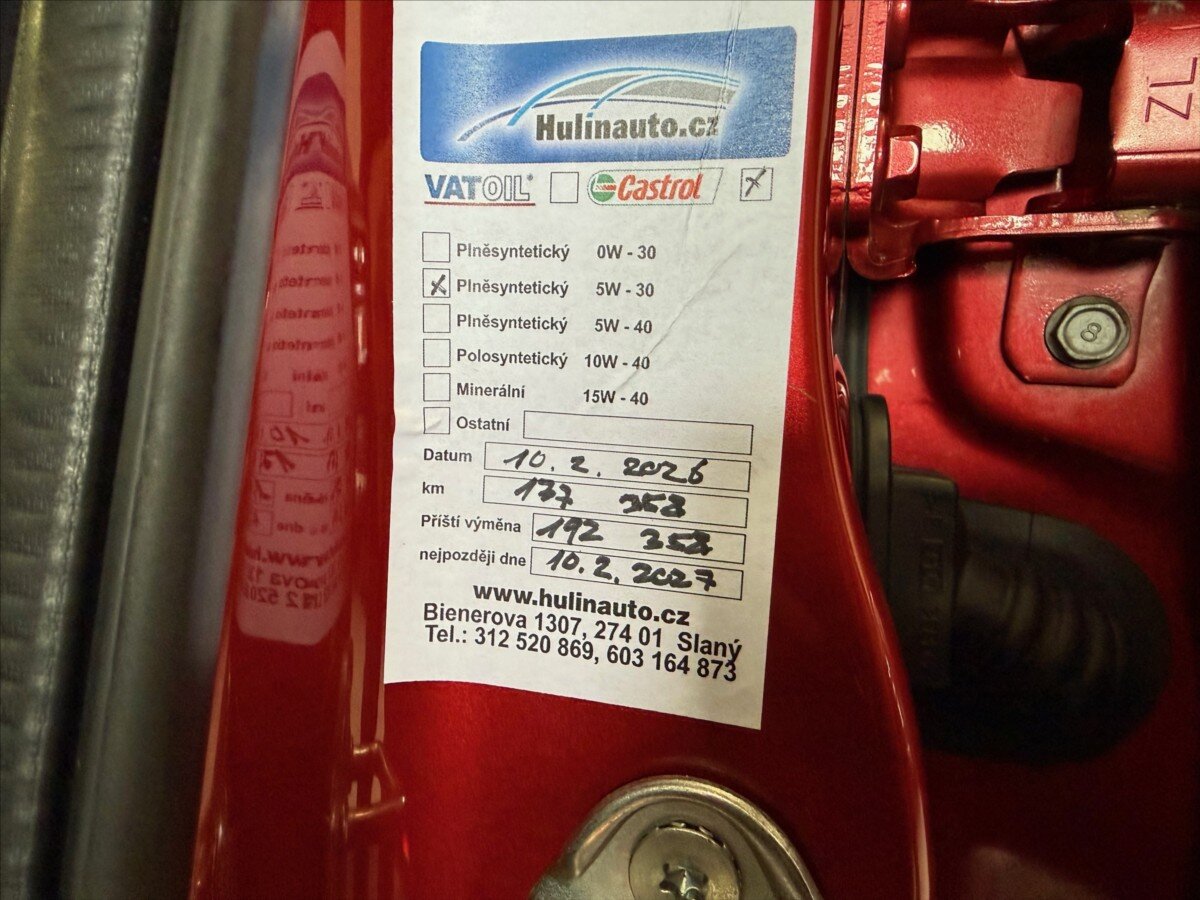 Hulinauto.cz
VATOIL® Castrol X
Plněsyntetický 0W - 30
X Plněsyntetický 5W - 30
Plněsyntetický 5W - 40
Polosyntetický 10W - 40
Minerální 15W - 40
Ostatní
Datum 10. 2. 2026
km 177 358
Příští výměna 192 358
nejpozději dne 10. 2. 2027
www.hulinauto.cz
Bienerova 1307, 274 01 Slaný
Tel.: 312 520 869, 603 164 873
ZL
8